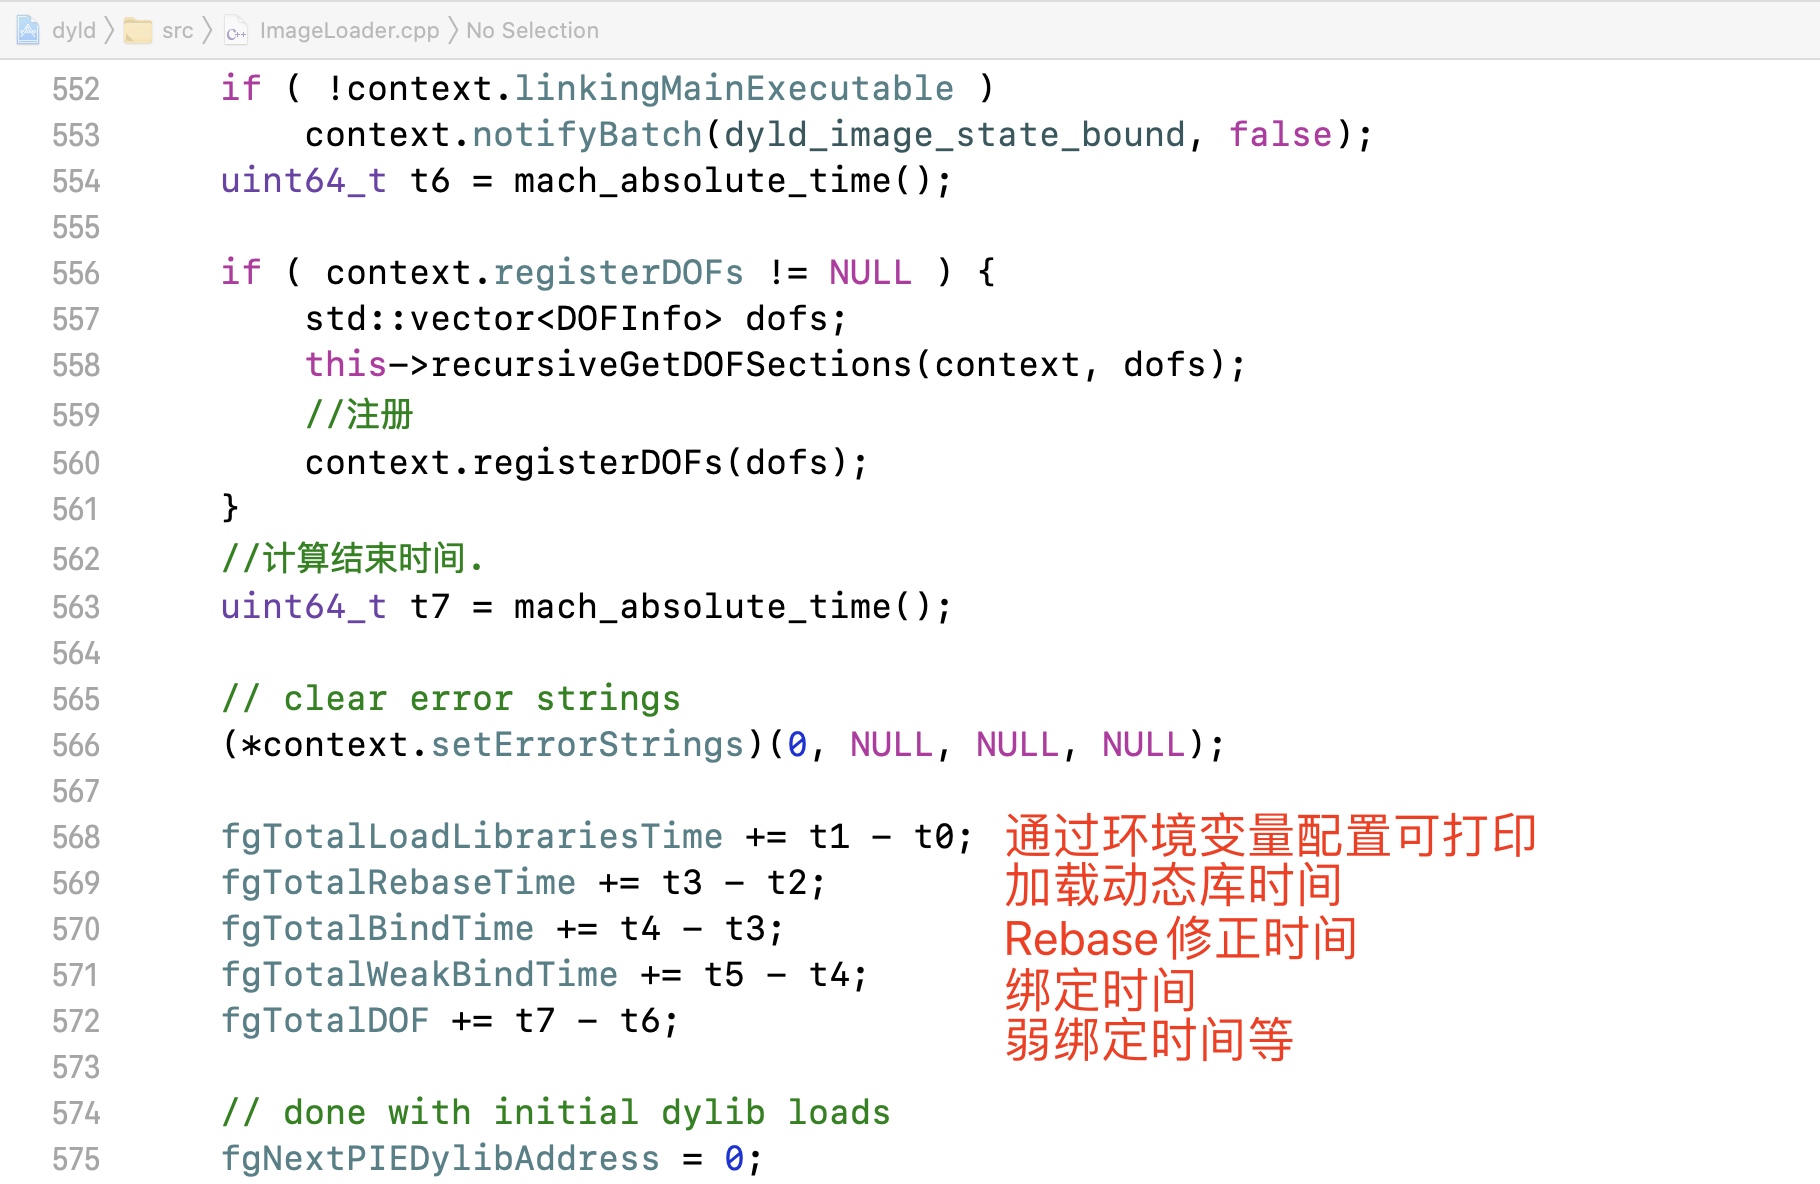 dyld 〉 src 〉 ImageLoader.cpp 〉 No Selection
552 if ( !context.linkingMainExecutable )
553 context.notifyBatch(dyld_image_state_bound, false);
554 uint64_t t6 = mach_absolute_time();
555
556 if ( context.registerDOFs != NULL ) {
557 std::vector<DOFInfo> dofs;
558 this->recursiveGetDOFSections(context, dofs);
559 //注册
560 context.registerDOFs(dofs);
561 }
562 //计算结束时间.
563 uint64_t t7 = mach_absolute_time();
564
565 // clear error strings
566 (*context.setErrorStrings)(0, NULL, NULL, NULL);
567
568 fgTotalLoadLibrariesTime += t1 - t0; 通过环境变量配置可打印
569 fgTotalRebaseTime += t3 - t2; 加载动态库时间
570 fgTotalBindTime += t4 - t3; Rebase修正时间
571 fgTotalWeakBindTime += t5 - t4; 绑定时间
572 fgTotalDOF += t7 - t6; 弱绑定时间等
573
574 // done with initial dylib loads
575 fgNextPIEDylibAddress = 0;